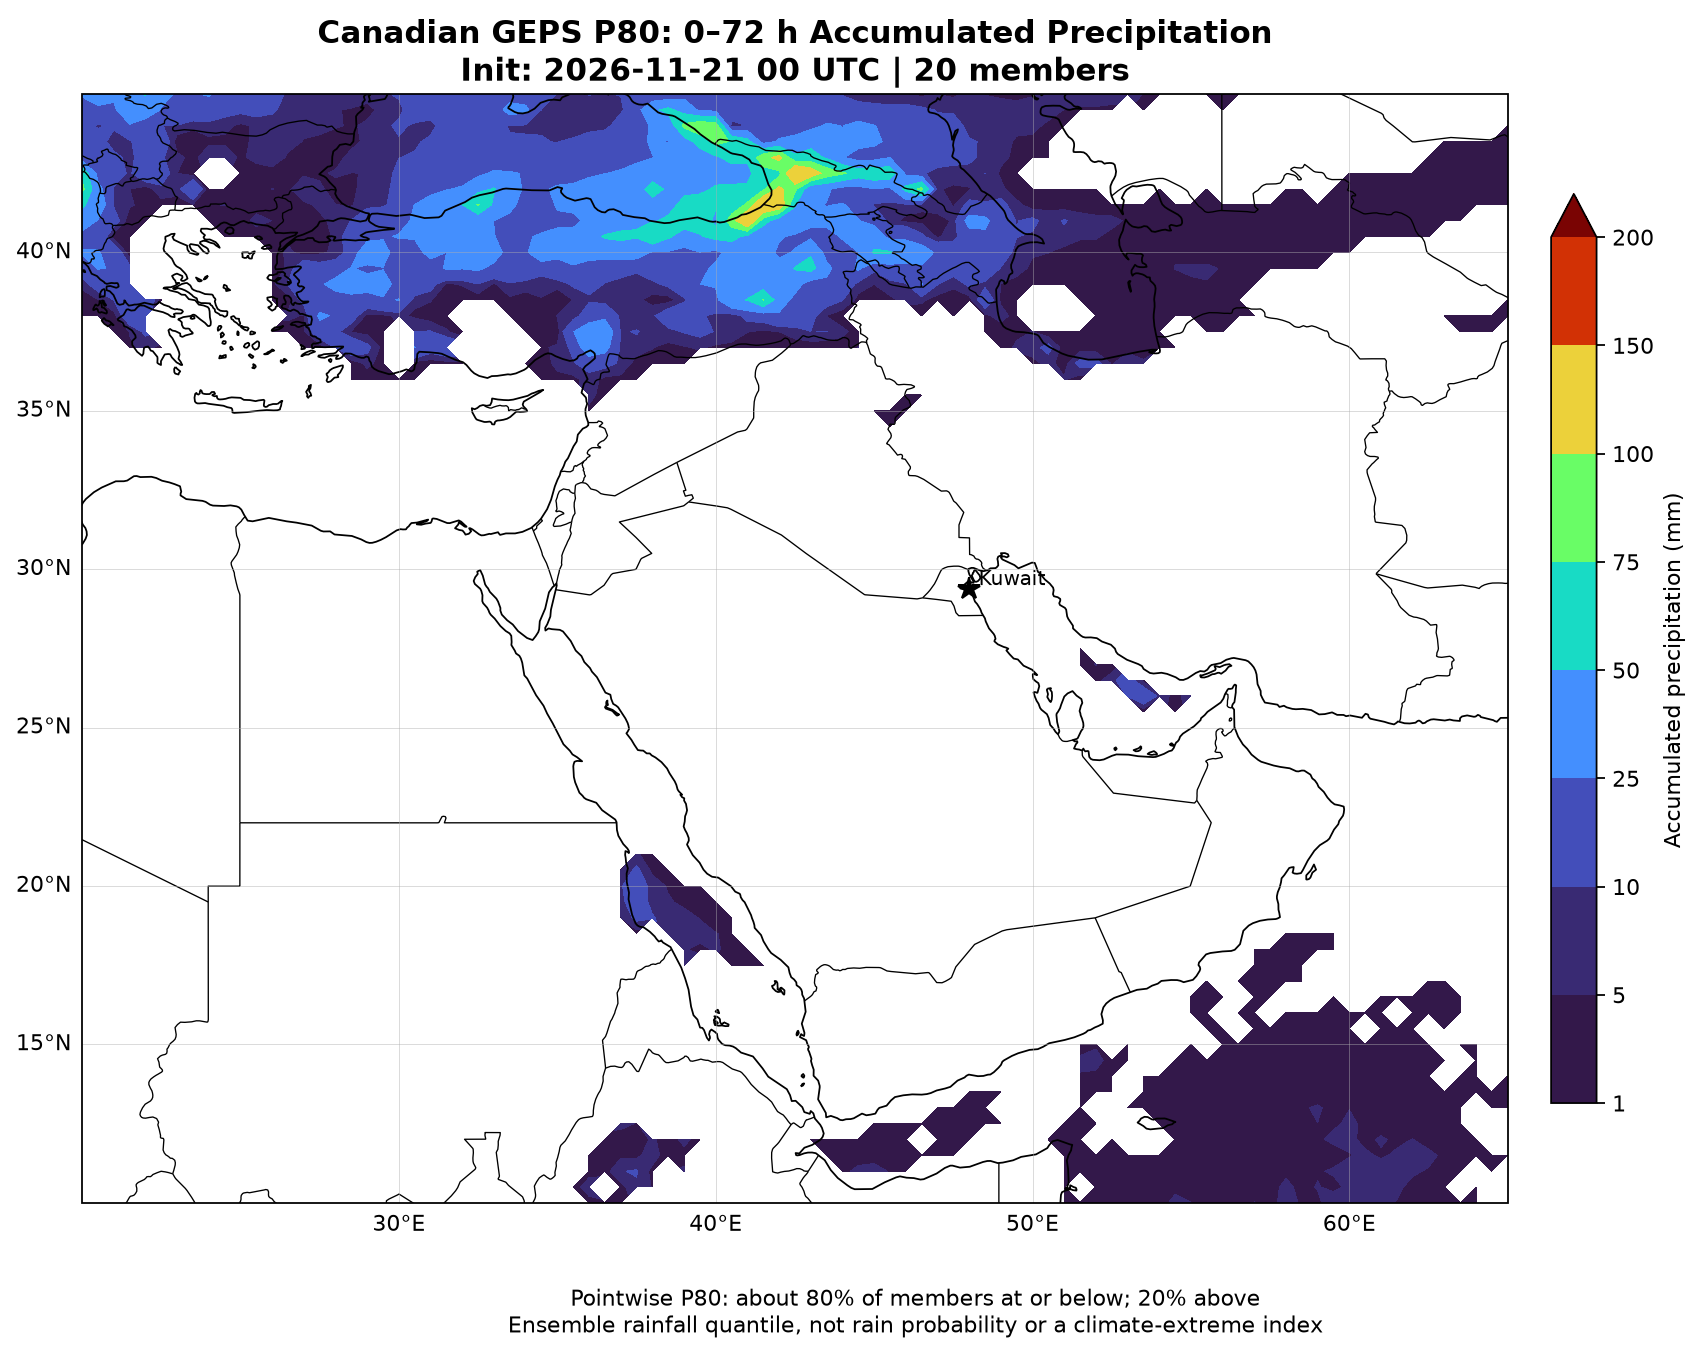 Canadian GEPS P80: 0–72 h Accumulated Precipitation
Init: 2026-11-21 00 UTC | 20 members
40°N
35°N
30°N
25°N
20°N
15°N
30°E
40°E
50°E
60°E
Kuwait
200
150
100
75
50
25
10
5
1
Accumulated precipitation (mm)
Pointwise P80: about 80% of members at or below; 20% above
Ensemble rainfall quantile, not rain probability or a climate-extreme index